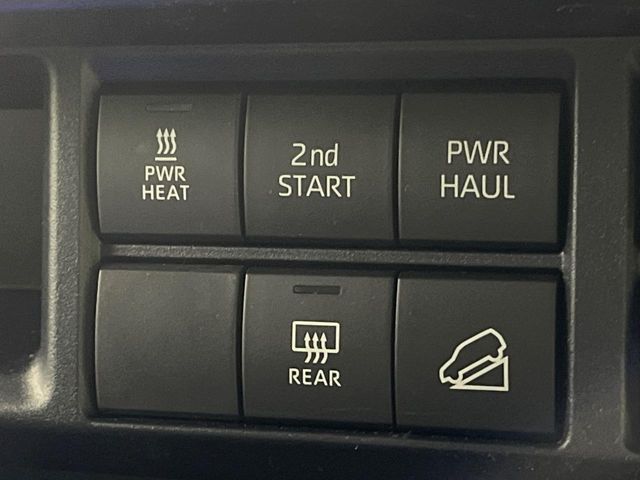 PWR
HEAT
2nd
START
PWR
HAUL
REAR